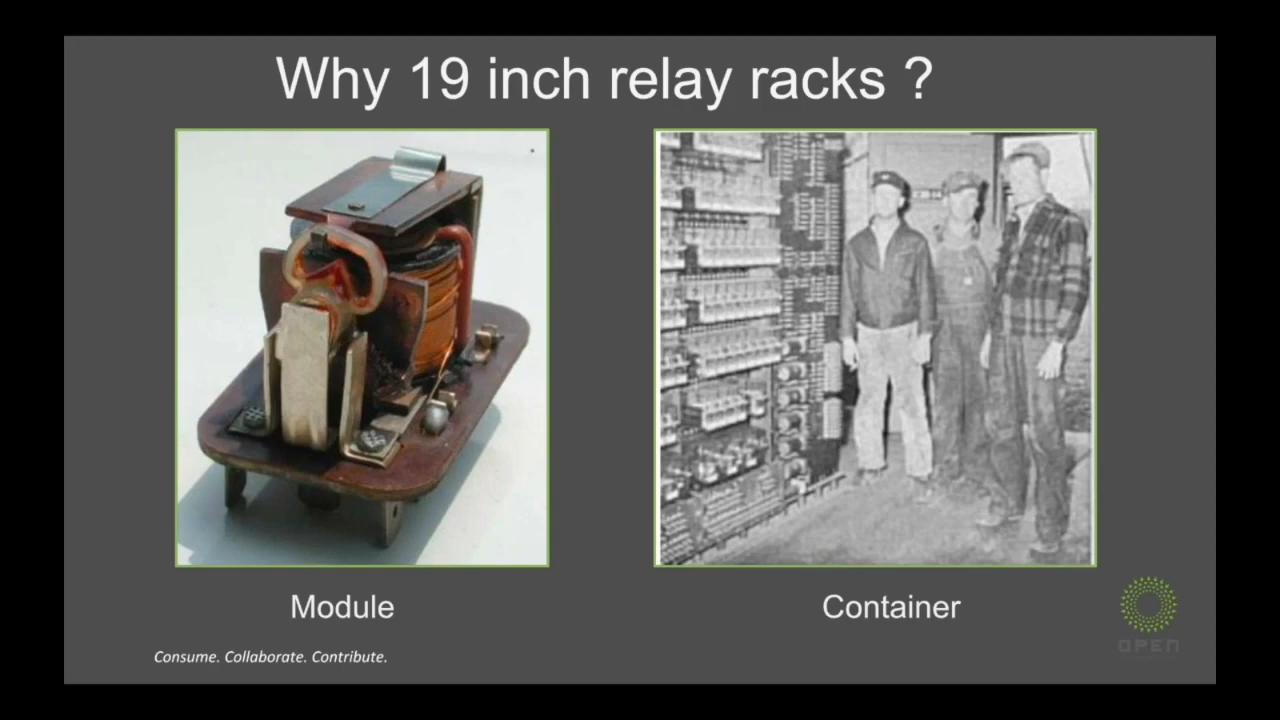 Why 19 inch relay racks ?
Module
Container
Consume. Collaborate. Contribute.
OPEN